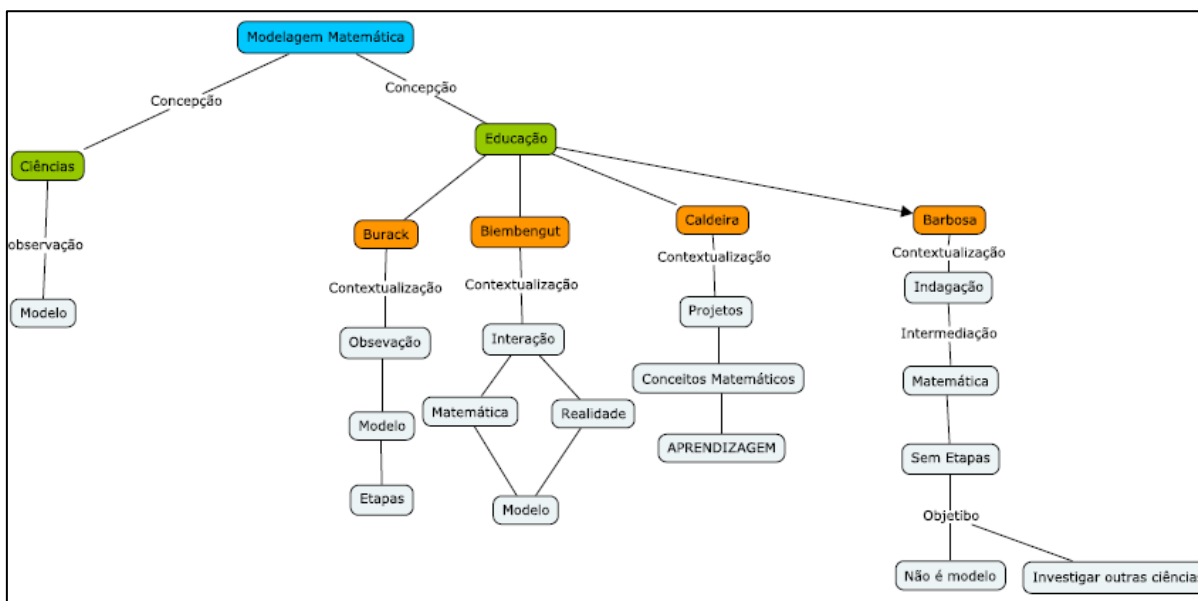 Modelagem Matemática
Concepção
Concepção
Ciências
Educação
observação
Modelo
Burack
Biembengut
Caldeira
Barbosa
Contextualização
Contextualização
Contextualização
Contextualização
Obsevação
Interação
Projetos
Indagação
Intermediação
Modelo
Matemática
Realidade
Conceitos Matemáticos
Matemática
Etapas
Modelo
APRENDIZAGEM
Sem Etapas
Objetibo
Não é modelo
Investigar outras ciências